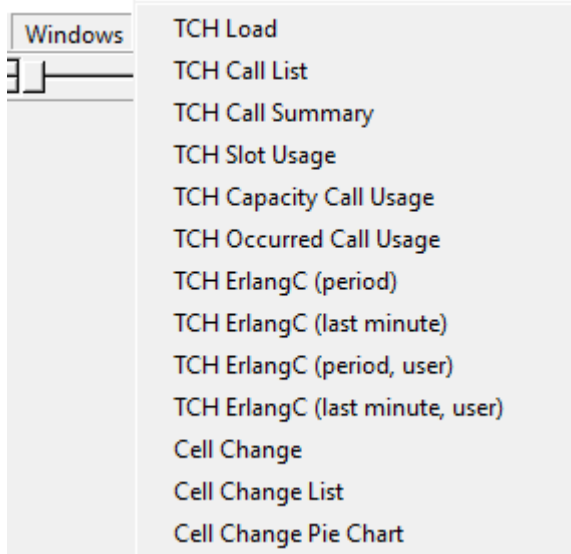 Windows
TCH Load
TCH Call List
TCH Call Summary
TCH Slot Usage
TCH Capacity Call Usage
TCH Occurred Call Usage
TCH ErlangC (period)
TCH ErlangC (last minute)
TCH ErlangC (period, user)
TCH ErlangC (last minute, user)
Cell Change
Cell Change List
Cell Change Pie Chart